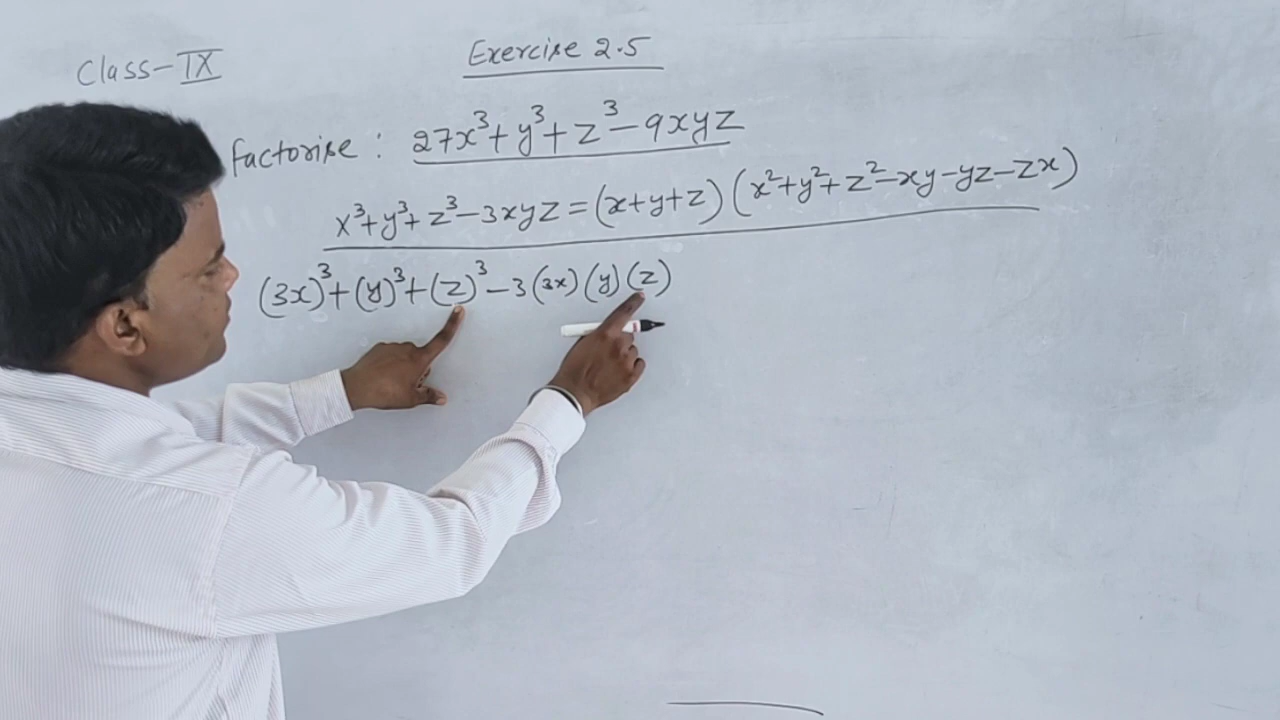 Class-IX
Exercise 2.5
factorise : 27x³+y³+z³-9xyz
x³+y³+z³-3xyz=(x+y+z)(x²+y²+z²-xy-yz-zx)
(3x)³+(y)³+(z)³-3(3x)(y)(z)